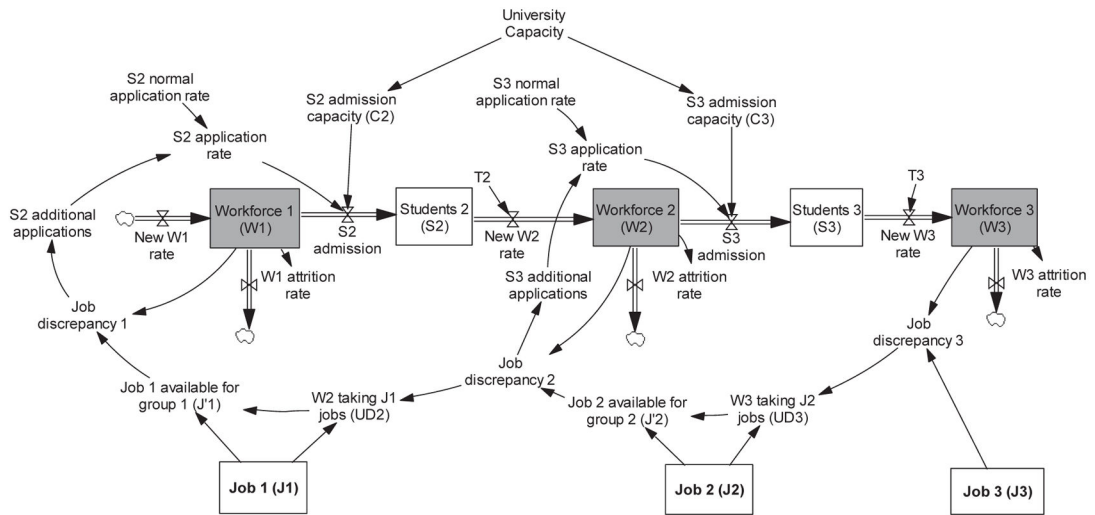 University
Capacity
S2 normal
application rate
S2 admission
capacity (C2)
S3 normal
application rate
S3 admission
capacity (C3)
S2 application
rate
S3 application
rate
T2
T3
S2 additional
applications
New W1
rate
Workforce 1
(W1)
S2
admission
Students 2
(S2)
New W2
rate
Workforce 2
(W2)
S3
admission
Students 3
(S3)
New W3
rate
Workforce 3
(W3)
W1 attrition
rate
S3 additional
applications
W2 attrition
rate
W3 attrition
rate
Job
discrepancy 1
Job
discrepancy 2
Job
discrepancy 3
Job 1 available for
group 1 (J'1)
W2 taking J1
jobs (UD2)
Job 2 available for
group 2 (J'2)
W3 taking J2
jobs (UD3)
Job 1 (J1)
Job 2 (J2)
Job 3 (J3)